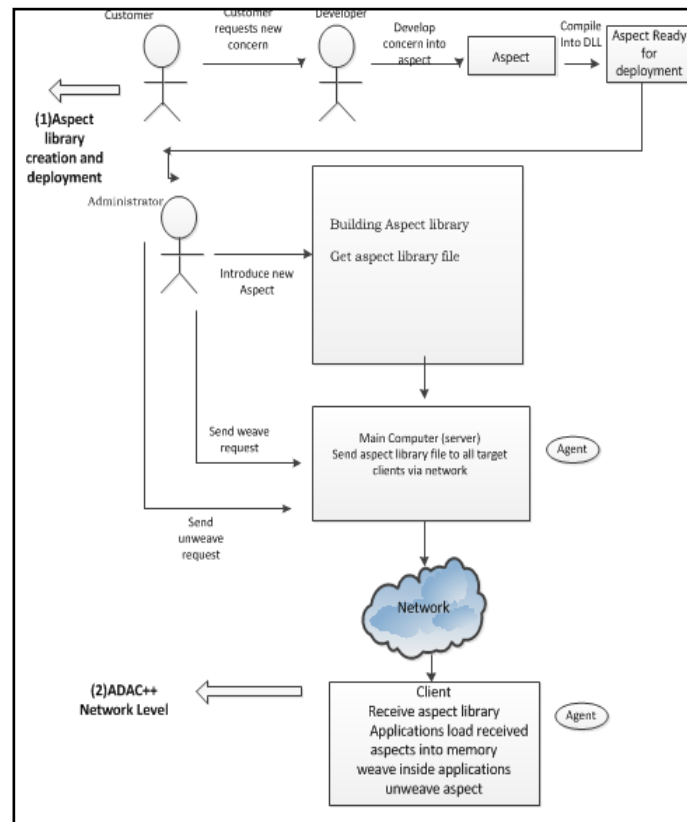 Customer
Customer
requests new
concern
Developer
Develop
concern into
aspect
Aspect
Compile
Into DLL
Aspect Ready
for
deployment
(1)Aspect
library
creation and
deployment
Administrator
Introduce new
Aspect
Building Aspect library
Get aspect library file
Send weave
request
Main Computer (server)
Send aspect library file to all target
clients via network
Agent
Send
unweave
request
Network
(2)ADAC++
Network Level
Client
Receive aspect library
Applications load received
aspects into memory
weave inside applications
unweave aspect
Agent